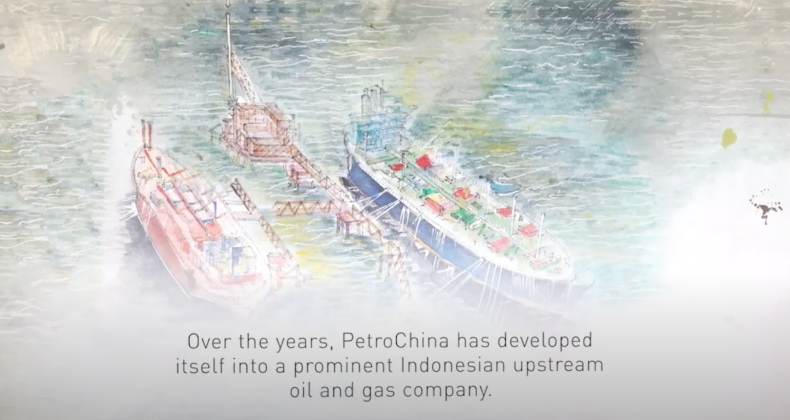 Over the years, PetroChina has developed
itself into a prominent Indonesian upstream
oil and gas company.